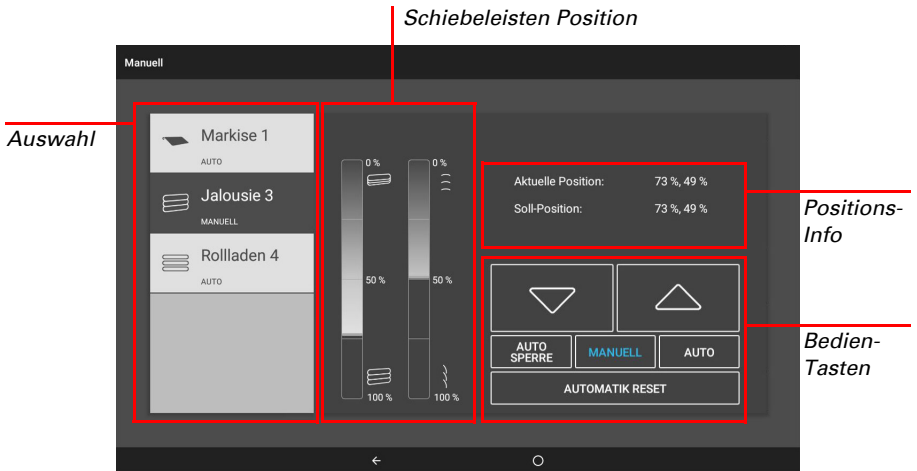 Schiebeleisten Position
Manuell
Auswahl
Markise 1
AUTO
Jalousie 3
MANUELL
Rollladen 4
AUTO
0 %
50 %
100 %
0 %
50 %
100 %
Aktuelle Position: 73 %, 49 %
Soll-Position: 73 %, 49 %
Positions-
Info
AUTO
SPERRE
MANUELL
AUTO
AUTOMATIK RESET
Bedien-
Tasten